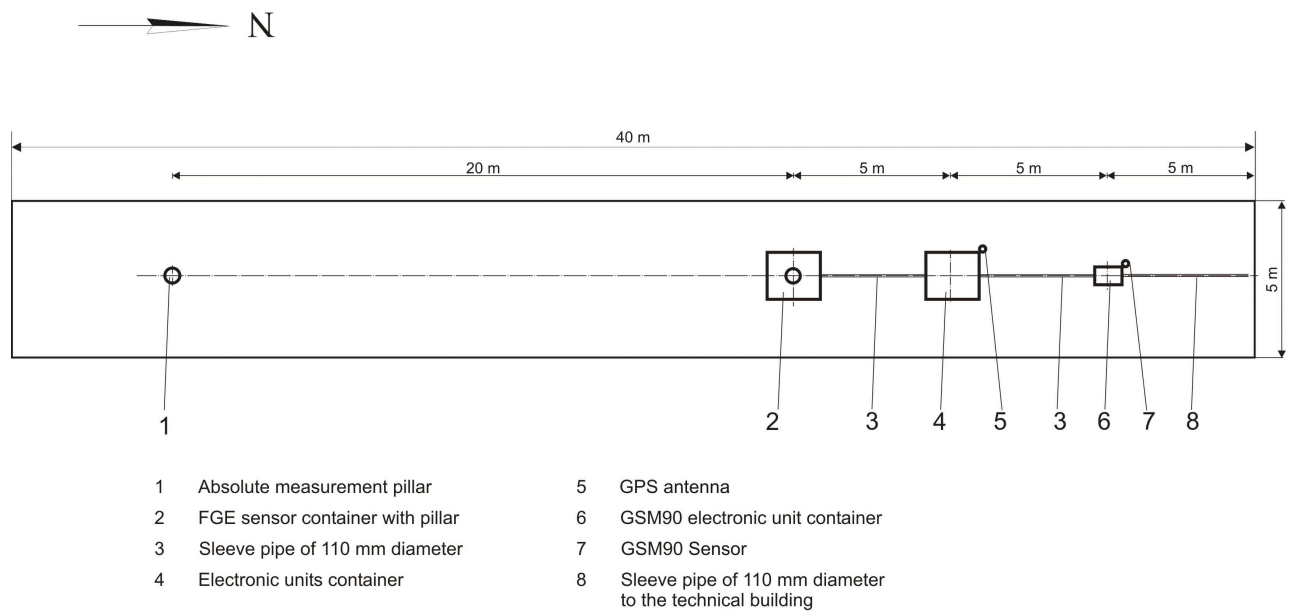 N
40 m
20 m
5 m
5 m
5 m
5 m
1
2
3
4
5
3
6
7
8
1 Absolute measurement pillar
2 FGE sensor container with pillar
3 Sleeve pipe of 110 mm diameter
4 Electronic units container
5 GPS antenna
6 GSM90 electronic unit container
7 GSM90 Sensor
8 Sleeve pipe of 110 mm diameter
to the technical building